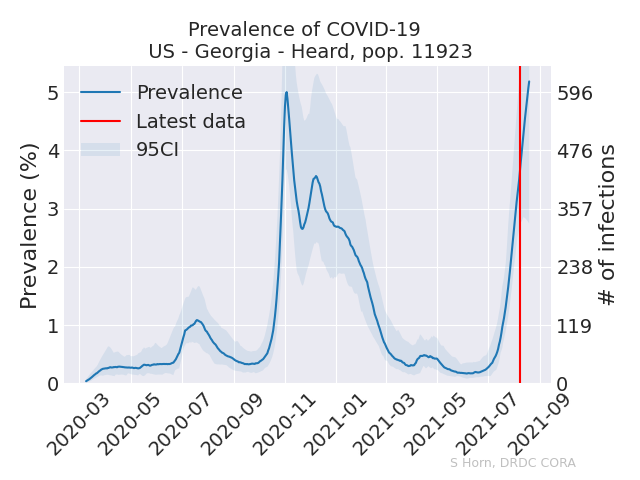 Prevalence of COVID-19
US - Georgia - Heard, pop. 11923
Prevalence
Latest data
95CI
Prevalence (%)
5
4
3
2
1
0
596
476
357
238
119
0
# of infections
2020-03
2020-05
2020-07
2020-09
2020-11
2021-01
2021-03
2021-05
2021-07
2021-09
S Horn, DRDC CORA